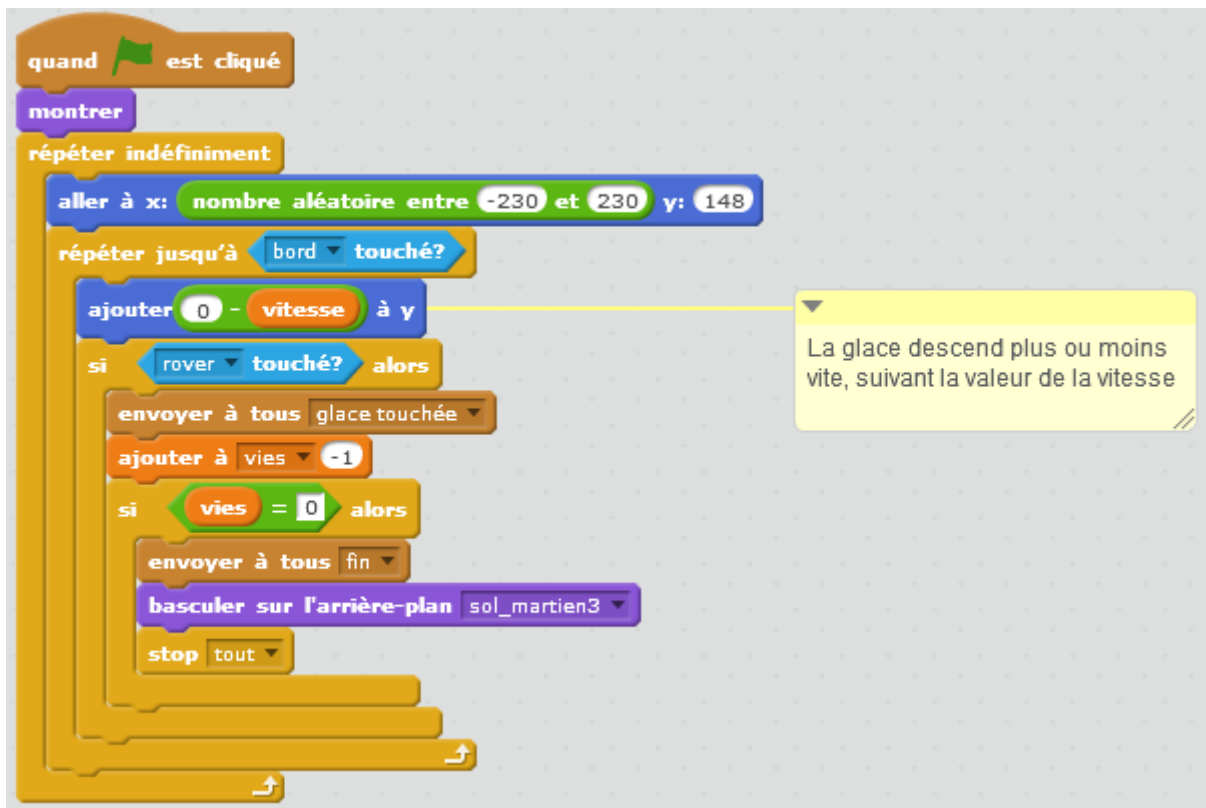 quand est cliqué
montrer
répéter indéfiniment
aller à x: nombre aléatoire entre -230 et 230 y: 148
répéter jusqu'à bord touché?
ajouter 0 - vitesse à y
La glace descend plus ou moins
vite, suivant la valeur de la vitesse
si rover touché? alors
envoyer à tous glace touchée
ajouter à vies -1
si vies = 0 alors
envoyer à tous fin
basculer sur l'arrière-plan sol_martien3
stop tout